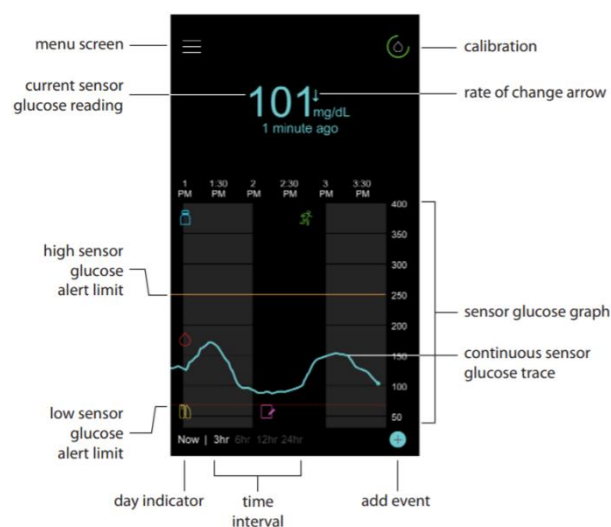 menu screen
calibration
current sensor
glucose reading
101
mg/dL
1 minute ago
rate of change arrow
1
PM
1:30
PM
2
PM
2:30
PM
3
PM
3:30
PM
400
350
300
250
200
150
100
50
high sensor
glucose
alert limit
sensor glucose graph
continuous sensor
glucose trace
low sensor
glucose
alert limit
Now | 3hr 6hr 12hr 24hr
day indicator
time
interval
add event